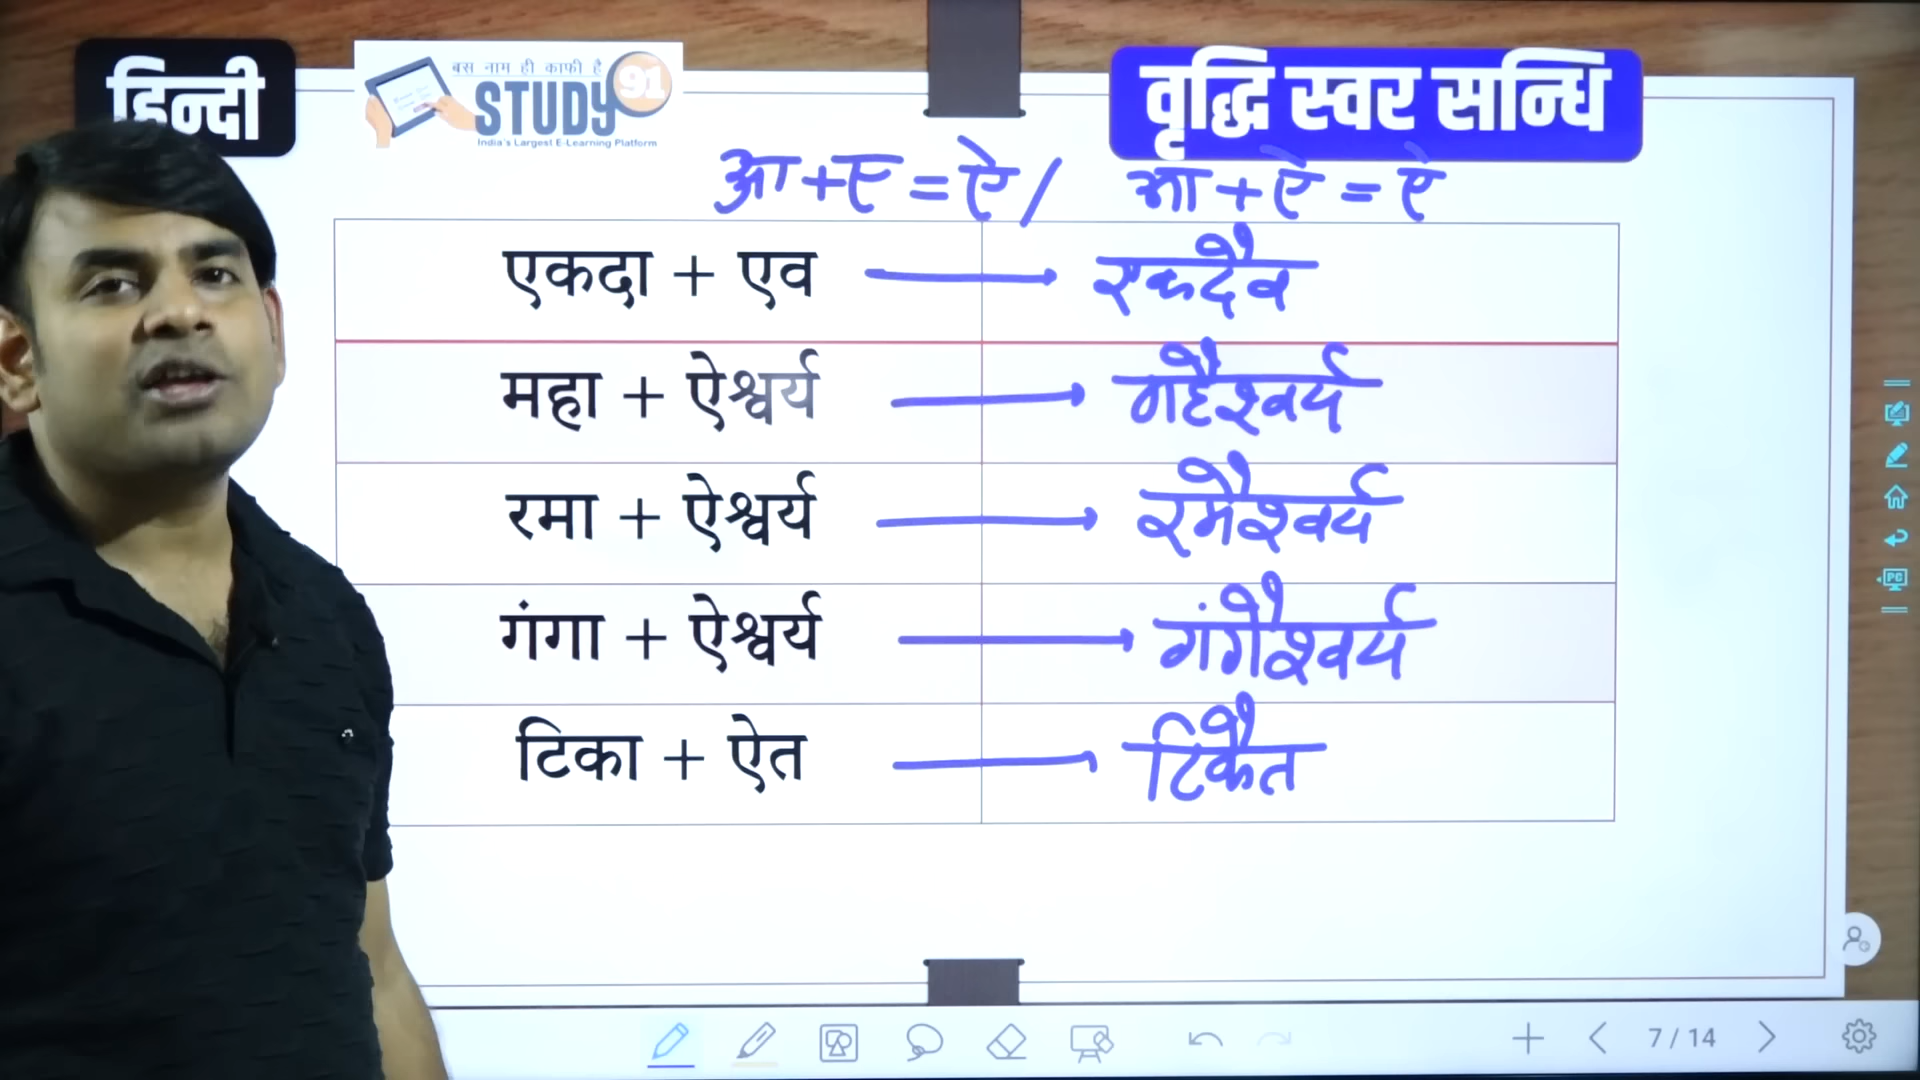 हिन्दी
बस नाम ही काफी है
STUDY 91
India's Largest E-Learning Platform
वृद्धि स्वर सन्धि
आ + ए = ऐ / आ + ऐ = ऐ
एकदा + एव → एकदैव
महा + ऐश्वर्य → महैश्वर्य
रमा + ऐश्वर्य → रमैश्वर्य
गंगा + ऐश्वर्य → गंगैश्वर्य
टिका + ऐत → टिकैत
PC
7 / 14